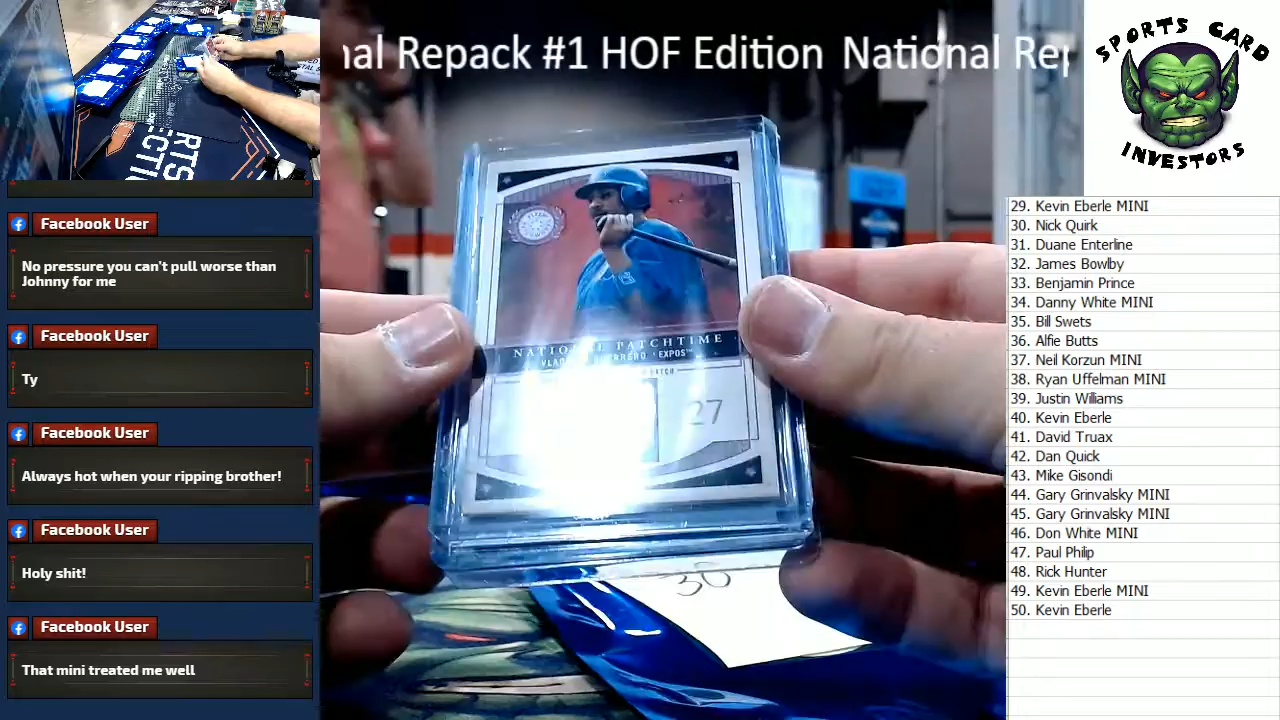 nal Repack #1 HOF Edition National Rep
SPORTS CARD
INVESTORS
Facebook User
No pressure you can't pull worse than
Johnny for me
Facebook User
Ty
Facebook User
Always hot when your ripping brother!
Facebook User
Holy shit!
Facebook User
That mini treated me well
PATCHTIME
GUERRERO · EXPOS™
27
30
29. Kevin Eberle MINI
30. Nick Quirk
31. Duane Enterline
32. James Bowlby
33. Benjamin Prince
34. Danny White MINI
35. Bill Swets
36. Alfie Butts
37. Neil Korzun MINI
38. Ryan Uffelman MINI
39. Justin Williams
40. Kevin Eberle
41. David Truax
42. Dan Quick
43. Mike Gisondi
44. Gary Grinvalsky MINI
45. Gary Grinvalsky MINI
46. Don White MINI
47. Paul Philip
48. Rick Hunter
49. Kevin Eberle MINI
50. Kevin Eberle